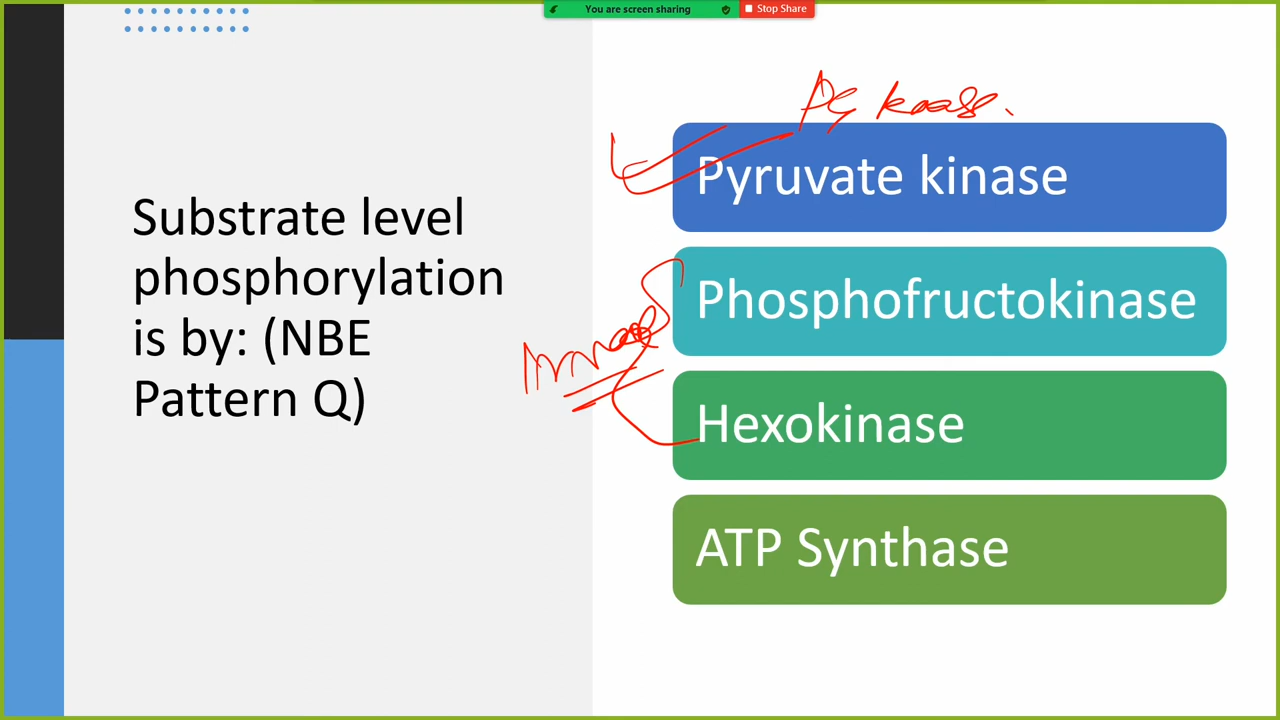 You are screen sharing
Stop Share
Substrate level
phosphorylation
is by: (NBE
Pattern Q)
Pyruvate kinase
Phosphofructokinase
Hexokinase
ATP Synthase